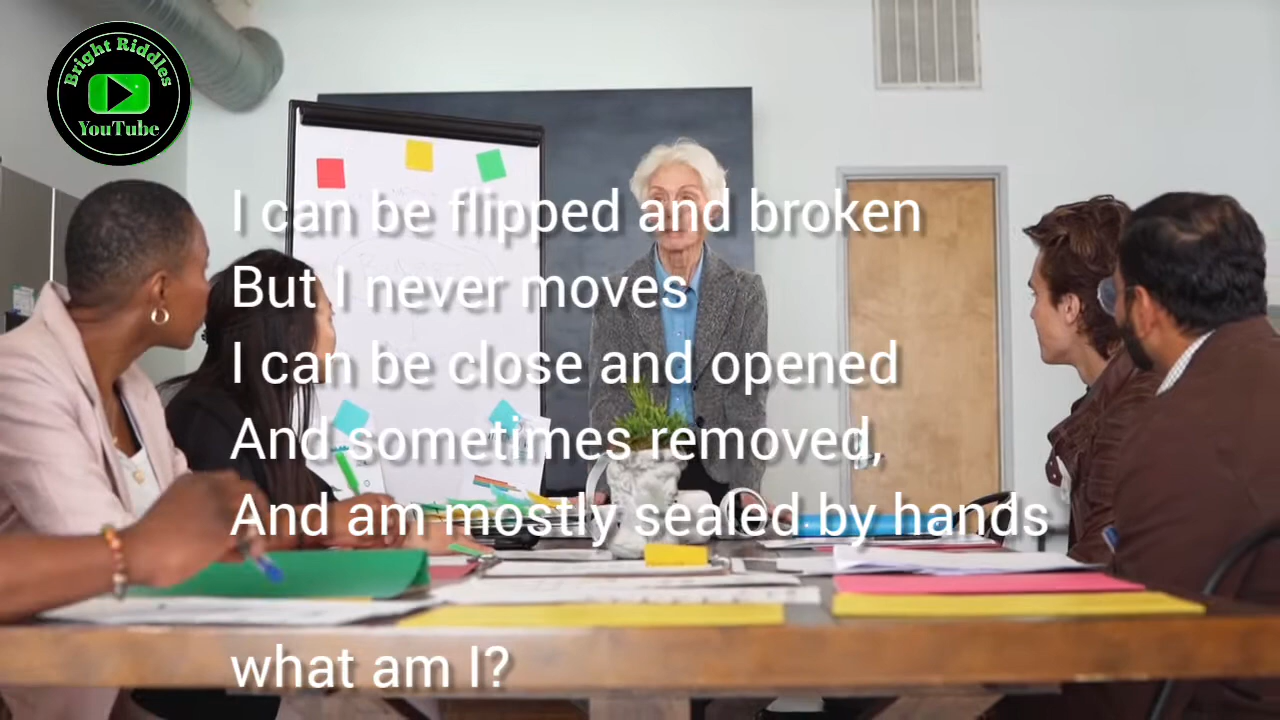 Bright Riddles
YouTube
I can be flipped and broken
But I never moves
I can be close and opened
And sometimes removed,
And am mostly sealed by hands
what am I?